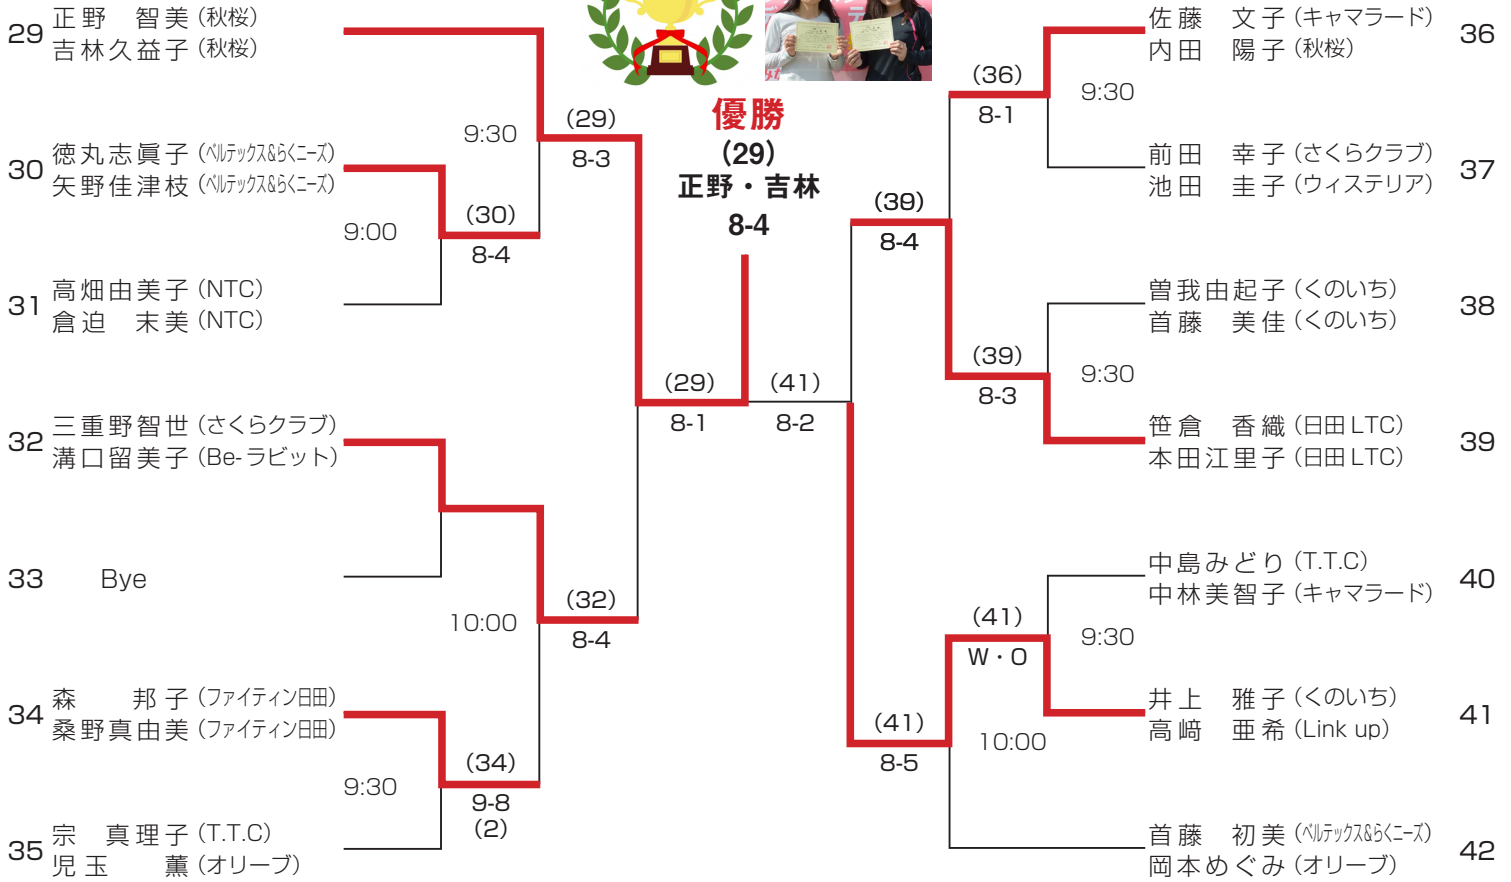 29
正野 智美（秋桜）
吉林久益子（秋桜）
30
徳丸志眞子（ベルテックス&らくニーズ）
矢野佳津枝（ベルテックス&らくニーズ）
31
高畑由美子（NTC）
倉迫 末美（NTC）
32
三重野智世（さくらクラブ）
溝口留美子（Be-ラビット）
33
Bye
34
森 邦子（ファイティン日田）
桑野真由美（ファイティン日田）
35
宗 真理子（T.T.C）
児玉 薫（オリーブ）
9:00
（30）
8-4
9:30
（34）
9-8
（2）
9:30
（29）
8-3
10:00
（32）
8-4
（29）
8-1
優勝
（29）
正野・吉林
8-4
（41）
8-2
（39）
8-4
（41）
8-5
10:00
（36）
8-1
9:30
（39）
8-3
9:30
（41）
W・O
9:30
佐藤 文子（キャマラード）
内田 陽子（秋桜）
36
前田 幸子（さくらクラブ）
池田 圭子（ウィステリア）
37
曽我由起子（くのいち）
首藤 美佳（くのいち）
38
笹倉 香織（日田LTC）
本田江里子（日田LTC）
39
中島みどり（T.T.C）
中林美智子（キャマラード）
40
井上 雅子（くのいち）
高﨑 亜希（Link up）
41
首藤 初美（ベルテックス&らくニーズ）
岡本めぐみ（オリーブ）
42